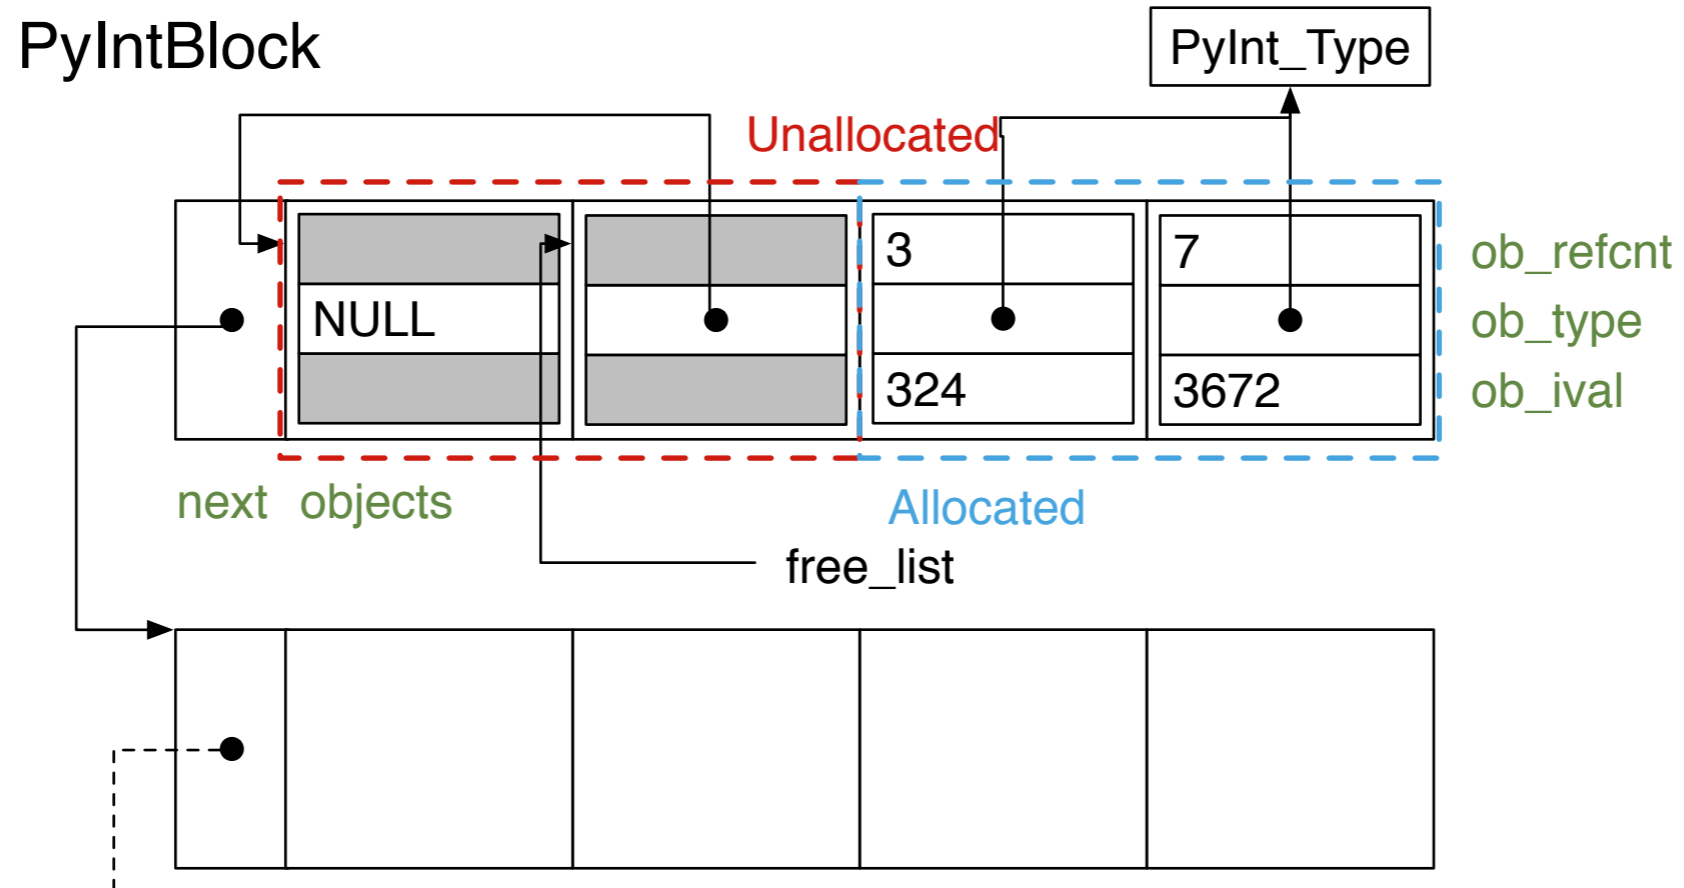 PyIntBlock
PyInt_Type
Unallocated
3
7
ob_refcnt
NULL
ob_type
324
3672
ob_ival
next objects
Allocated
free_list